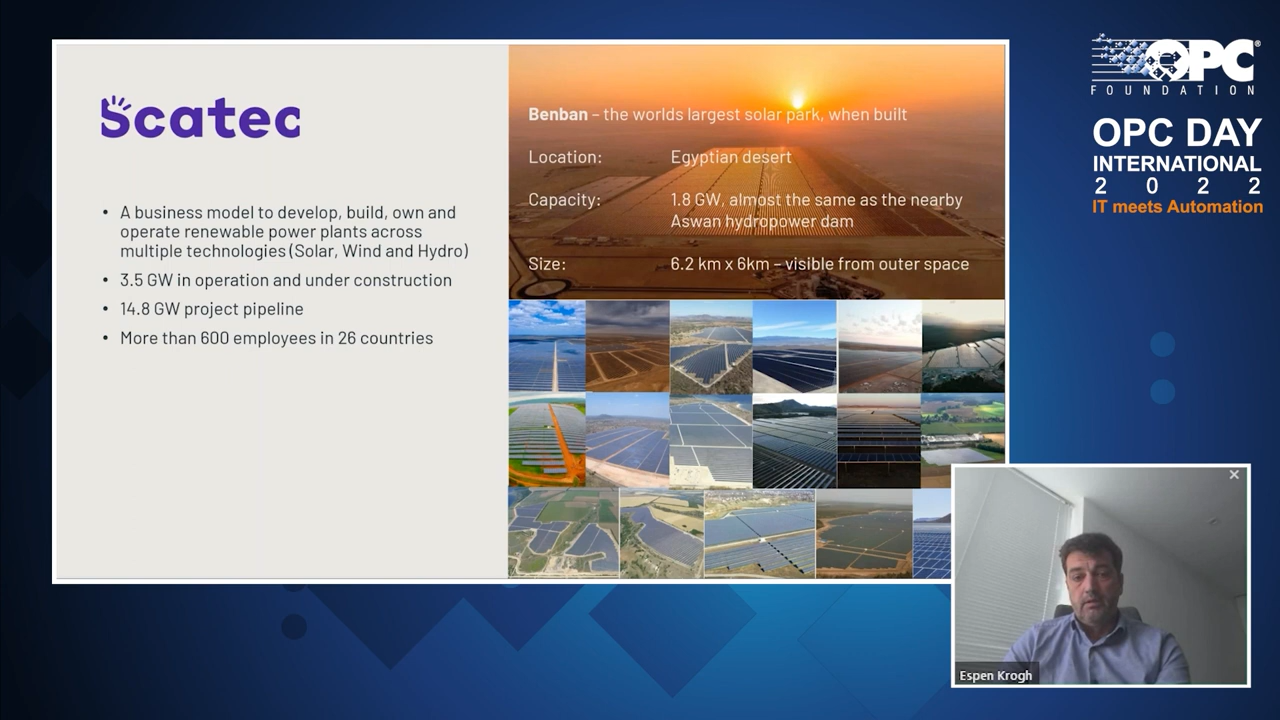 Scatec
• A business model to develop, build, own and
operate renewable power plants across
multiple technologies (Solar, Wind and Hydro)
• 3.5 GW in operation and under construction
• 14.8 GW project pipeline
• More than 600 employees in 26 countries
Benban – the worlds largest solar park, when built
Location: Egyptian desert
Capacity: 1.8 GW, almost the same as the nearby
Aswan hydropower dam
Size: 6.2 km x 6km – visible from outer space
OPC®
FOUNDATION
OPC DAY
INTERNATIONAL
2022
IT meets Automation
Espen Krogh